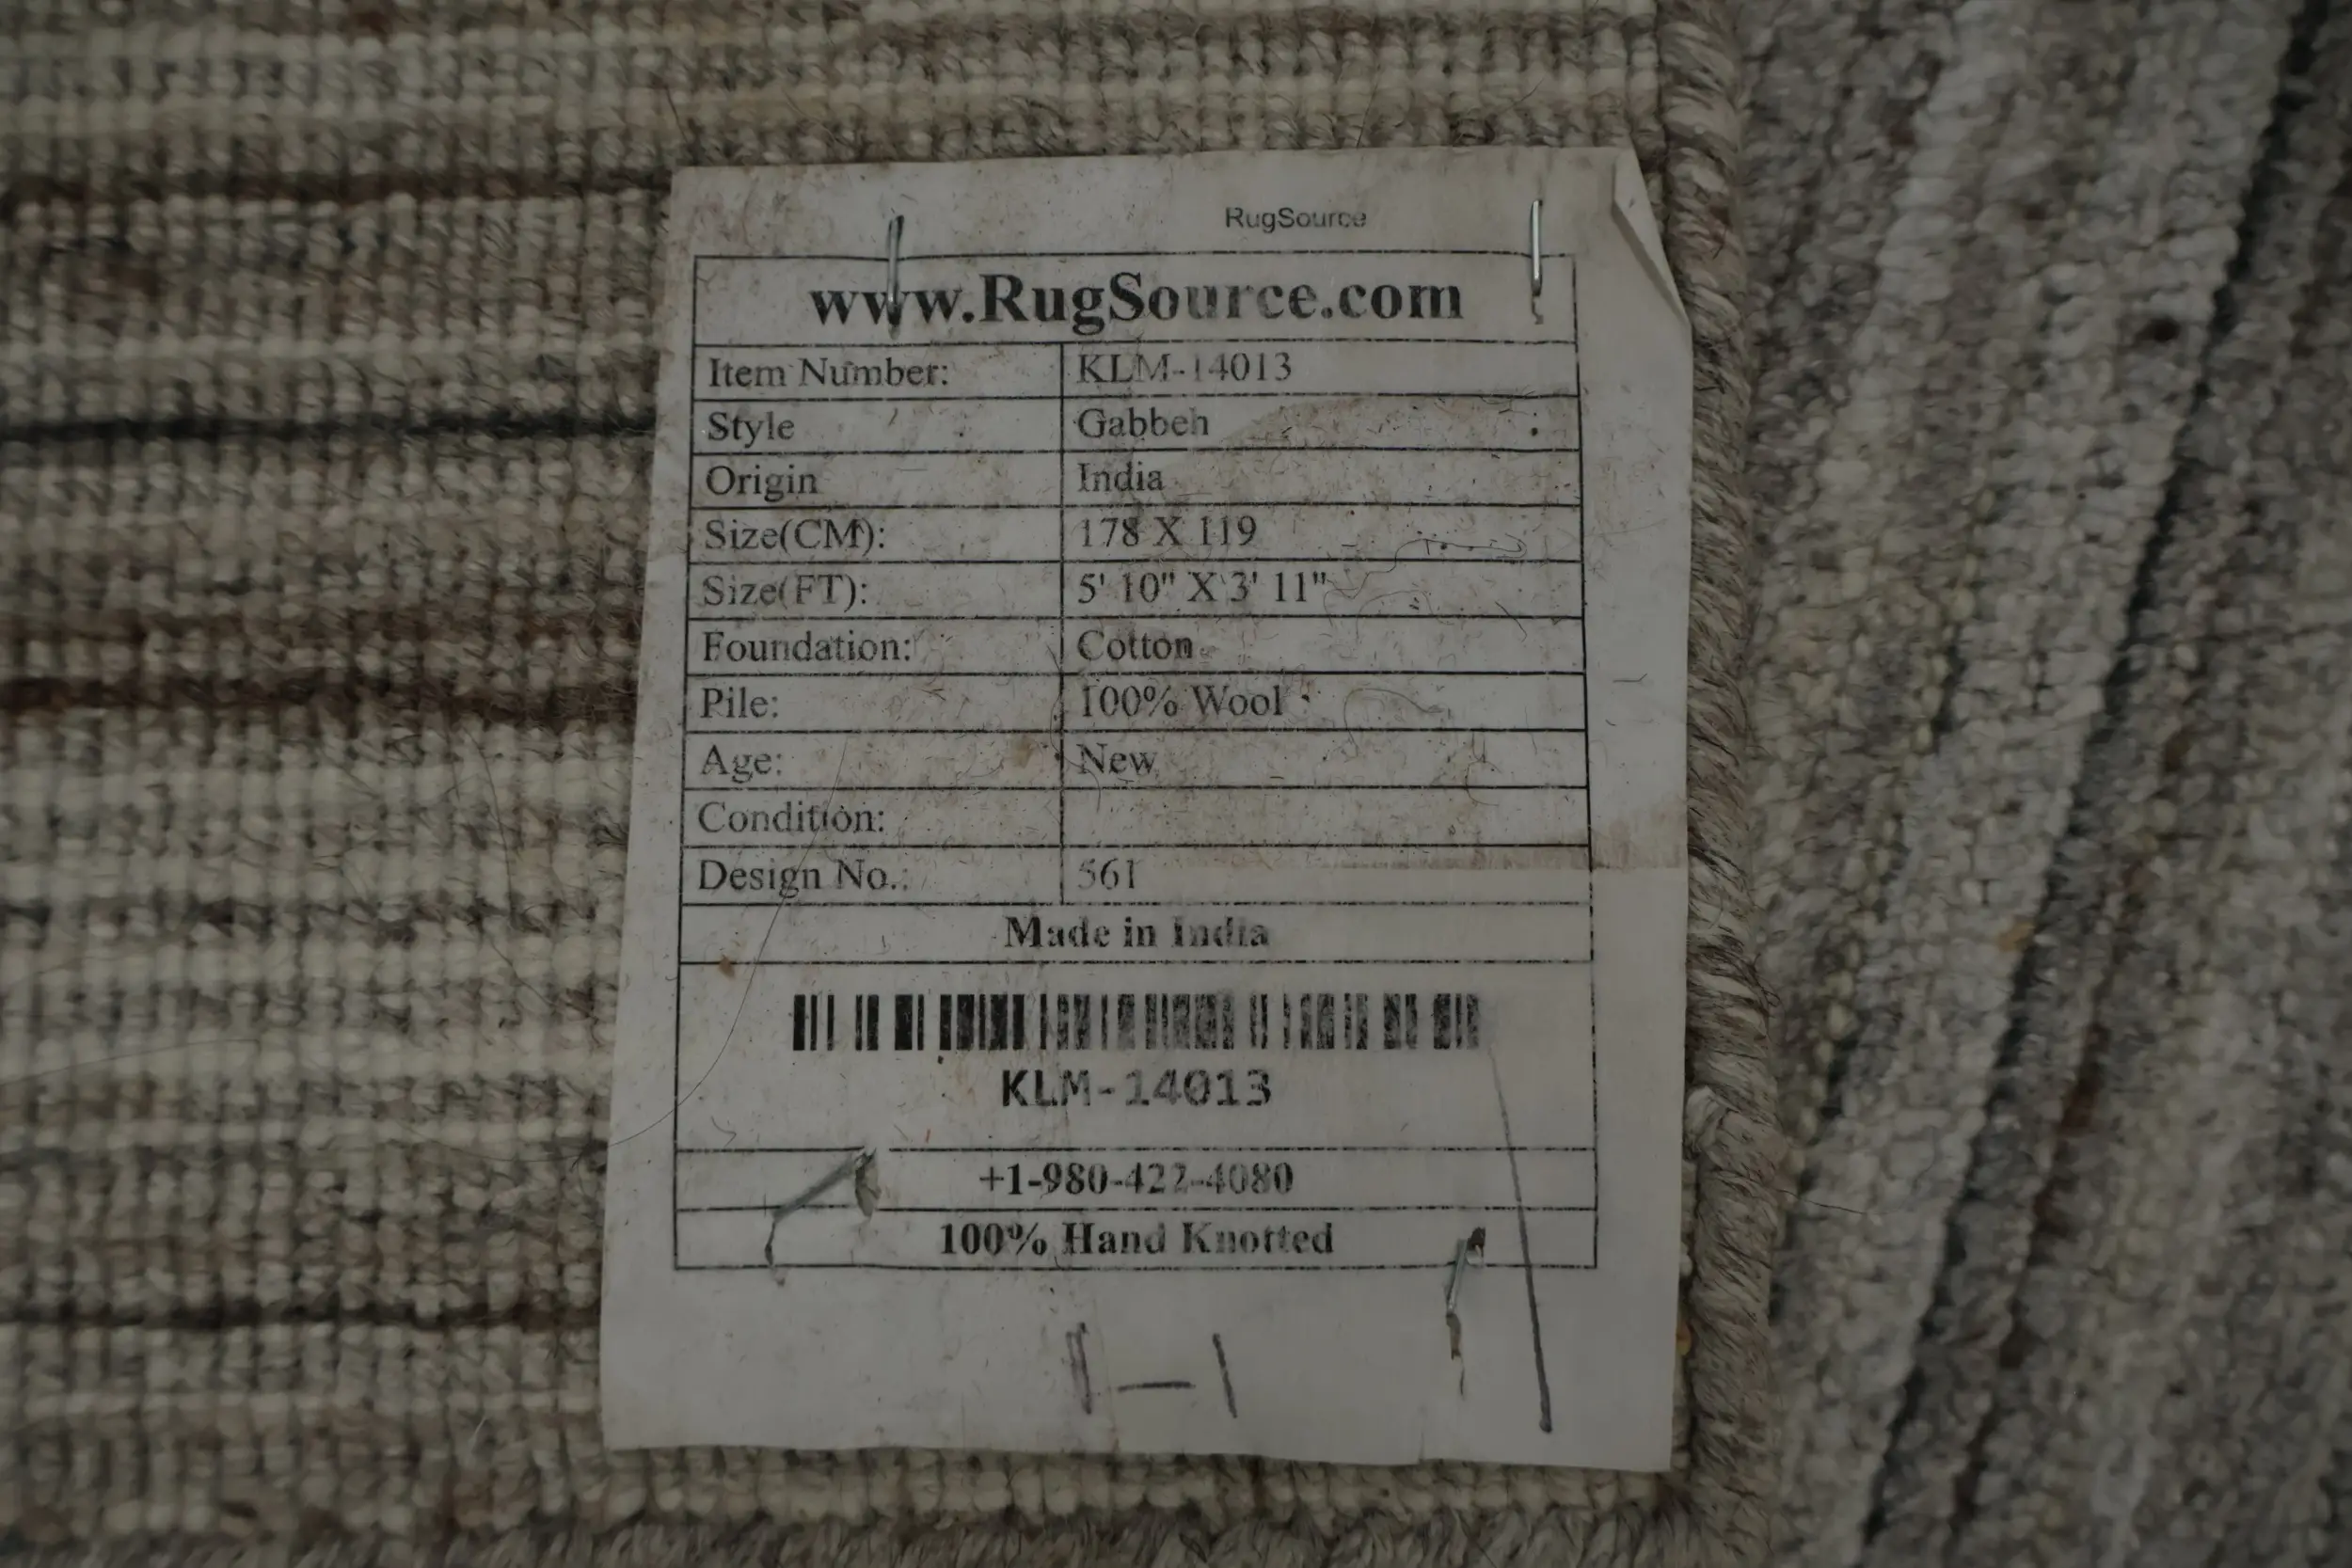 RugSource
www.RugSource.com
Item Number: KLM-14013
Style Gabbeh
Origin India
Size(CM): 178 X 119
Size(FT): 5' 10" X 3' 11"
Foundation: Cotton
Pile: 100% Wool
Age: New
Condition:
Design No.: 561
Made in India
KLM-14013
+1-980-422-4080
100% Hand Knotted
1-1